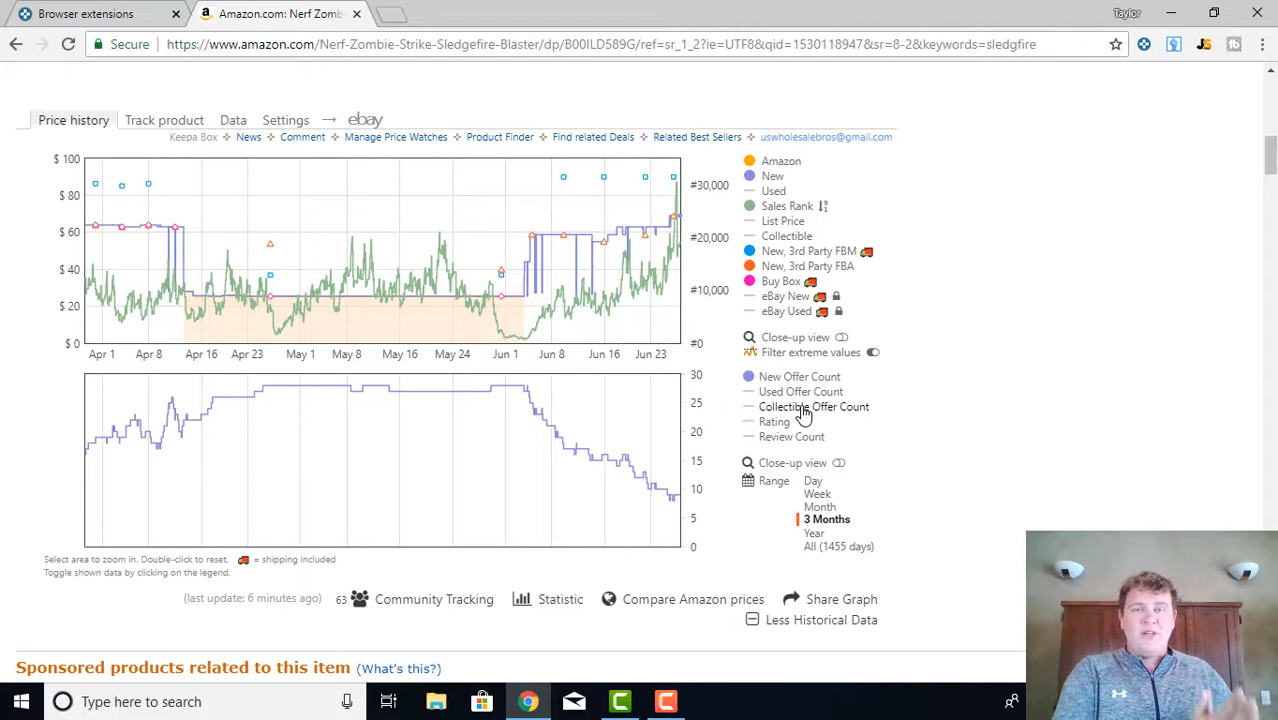 Browser extensions
Amazon.com: Nerf Zomb
Taylor
Secure
https://www.amazon.com/Nerf-Zombie-Strike-Sledgefire-Blaster/dp/B00ILD589G/ref=sr_1_2?ie=UTF8&qid=1530118947&sr=8-2&keywords=sledgfire
JS
Price history
Track product
Data
Settings
ebay
Keepa Box
News
Comment
Manage Price Watches
Product Finder
Find related Deals
Related Best Sellers
uswholesalebros@gmail.com
$ 100
$ 80
$ 60
$ 40
$ 20
$ 0
#30,000
#20,000
#10,000
#0
Apr 1
Apr 8
Apr 16
Apr 23
May 1
May 8
May 16
May 24
Jun 1
Jun 8
Jun 16
Jun 23
Amazon
New
Used
Sales Rank
List Price
Collectible
New, 3rd Party FBM
New, 3rd Party FBA
Buy Box
eBay New
eBay Used
Close-up view
Filter extreme values
30
25
20
15
10
5
0
New Offer Count
Used Offer Count
Collectible Offer Count
Rating
Review Count
Close-up view
Range
Day
Week
Month
3 Months
Year
All (1455 days)
Select area to zoom in. Double-click to reset.
= shipping included
Toggle shown data by clicking on the legend.
(last update: 6 minutes ago)
63
Community Tracking
Statistic
Compare Amazon prices
Share Graph
Less Historical Data
Sponsored products related to this item (What's this?)
Type here to search